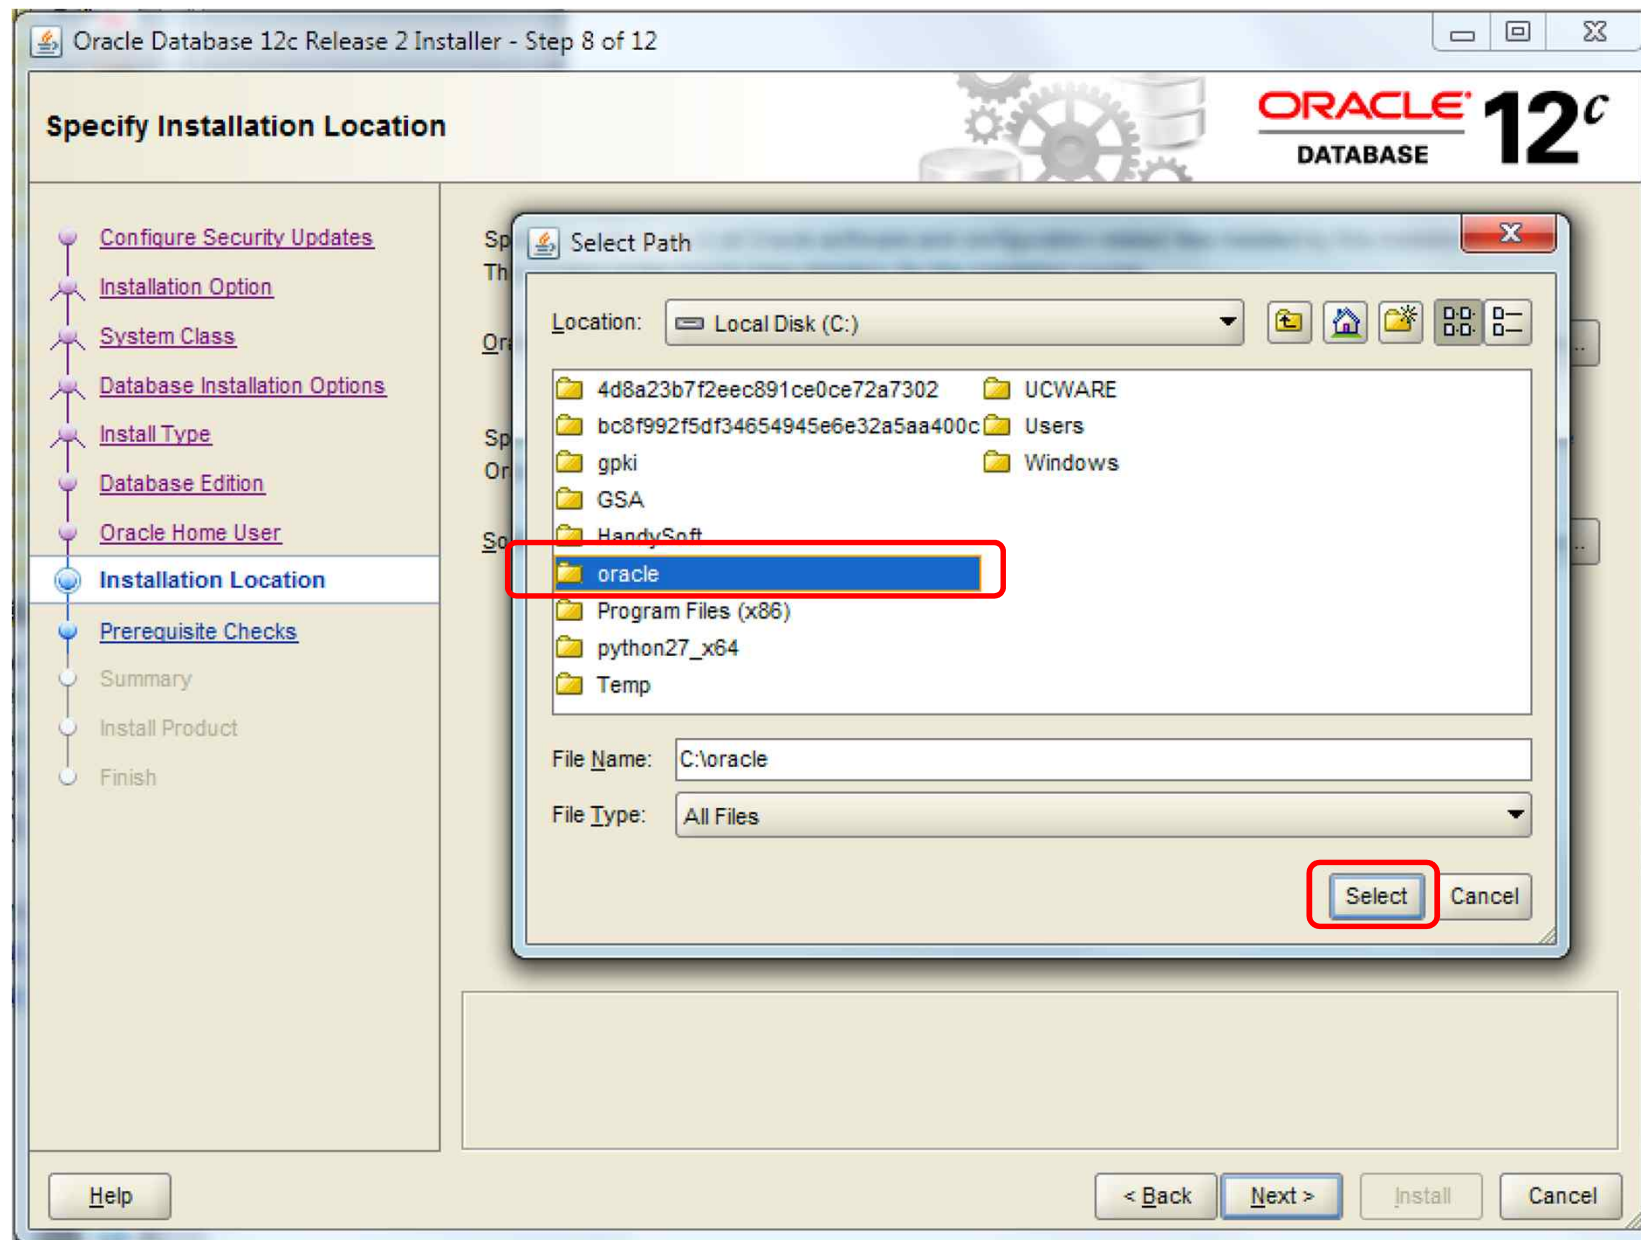 Oracle Database 12c Release 2 Installer - Step 8 of 12
Specify Installation Location
ORACLE
DATABASE
12c
Configure Security Updates
Installation Option
System Class
Database Installation Options
Install Type
Database Edition
Oracle Home User
Installation Location
Prerequisite Checks
Summary
Install Product
Finish
Select Path
Location:
Local Disk (C:)
4d8a23b7f2eec891ce0ce72a7302
bc8f992f5df34654945e6e32a5aa400c
gpki
GSA
HandySoft
oracle
Program Files (x86)
python27_x64
Temp
UCWARE
Users
Windows
File Name:
C:\oracle
File Type:
All Files
Select
Cancel
Help
< Back
Next >
Install
Cancel